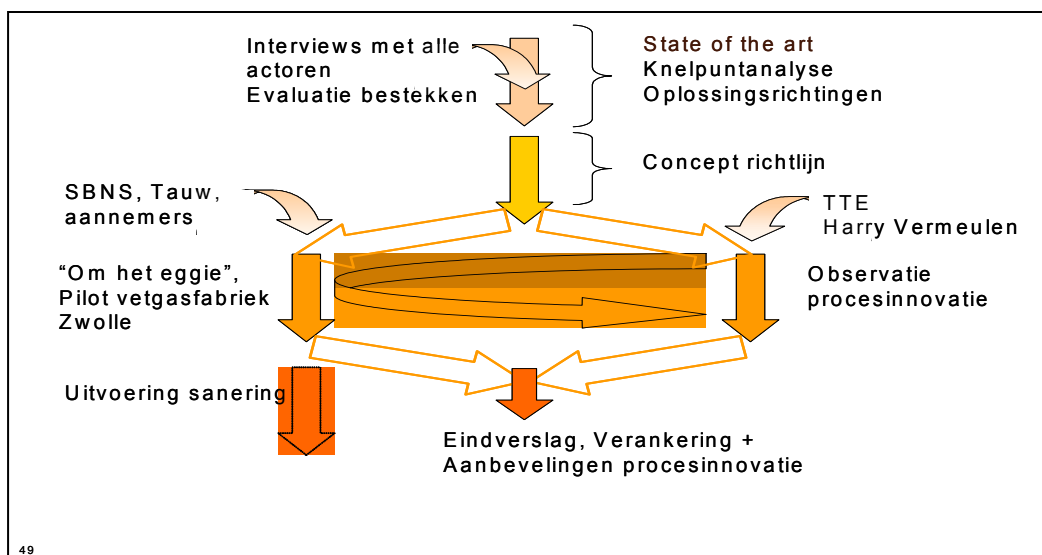 Interviews met alle
actoren
Evaluatie bestekken
State of the art
Knelpuntanalyse
Oplossingsrichtingen
Concept richtlijn
SBNS, Tauw,
aannemers
TTE
Harry Vermeulen
“Om het eggie”,
Pilot vetgasfabriek
Zwolle
Observatie
procesinnovatie
Uitvoering sanering
Eindverslag, Verankering +
Aanbevelingen procesinnovatie
49